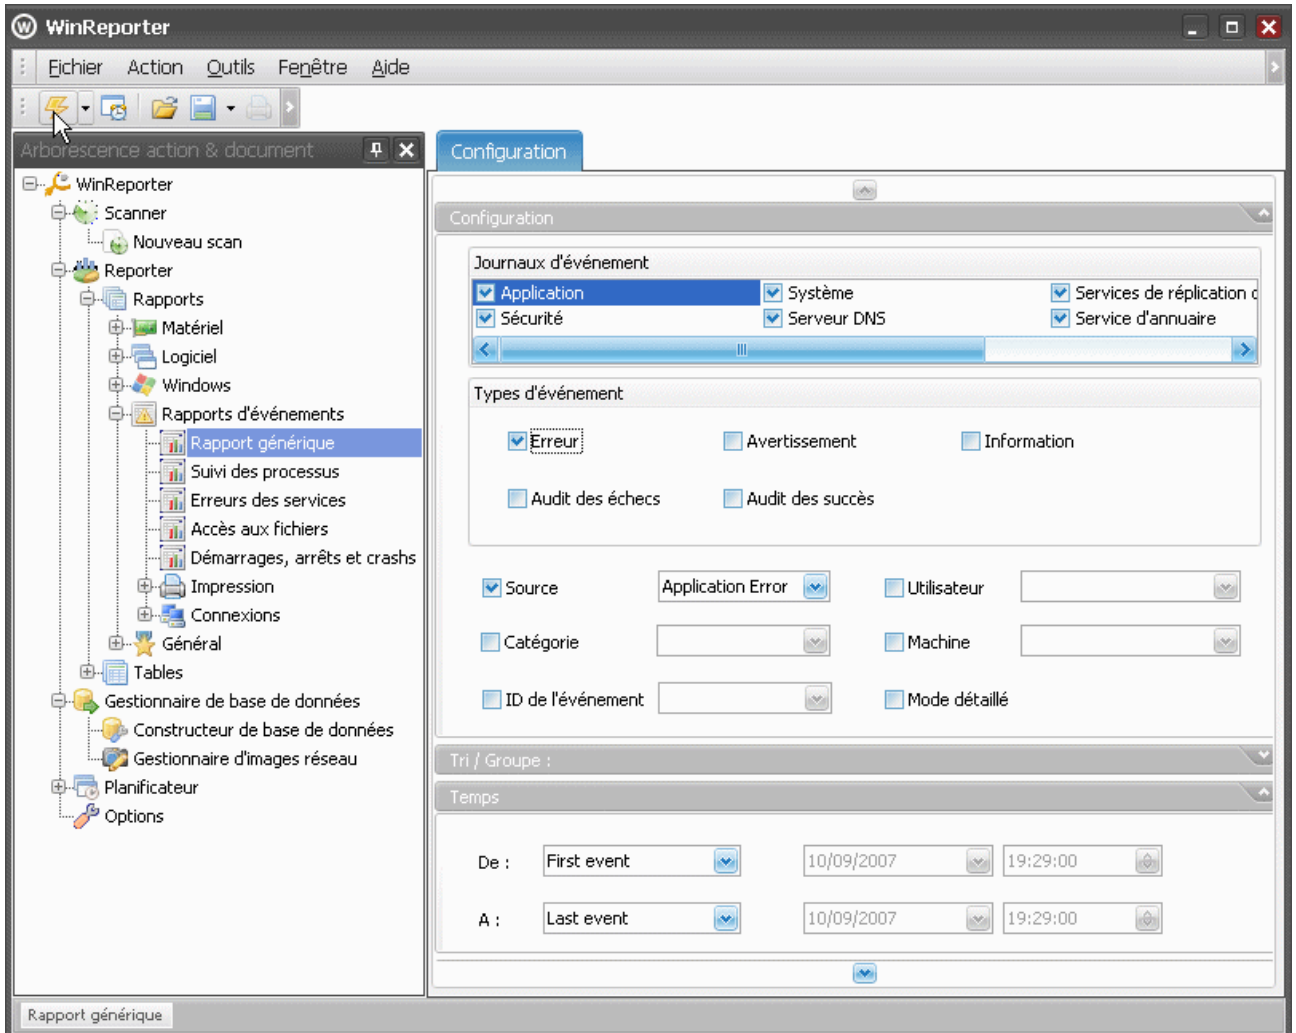 WinReporter
Fichier Action Outils Fenêtre Aide
Arborescence action & document
WinReporter
Scanner
Nouveau scan
Reporter
Rapports
Matériel
Logiciel
Windows
Rapports d'événements
Rapport générique
Suivi des processus
Erreurs des services
Accès aux fichiers
Démarrages, arrêts et crashs
Impression
Connexions
Général
Tables
Gestionnaire de base de données
Constructeur de base de données
Gestionnaire d'images réseau
Planificateur
Options
Configuration
Configuration
Journaux d'événement
Application Système Services de réplication d
Sécurité Serveur DNS Service d'annuaire
Types d'événement
Erreur Avertissement Information
Audit des échecs Audit des succès
Source Application Error Utilisateur
Catégorie Machine
ID de l'événement Mode détaillé
Tri / Groupe :
Temps
De : First event 10/09/2007 19:29:00
A : Last event 10/09/2007 19:29:00
Rapport générique